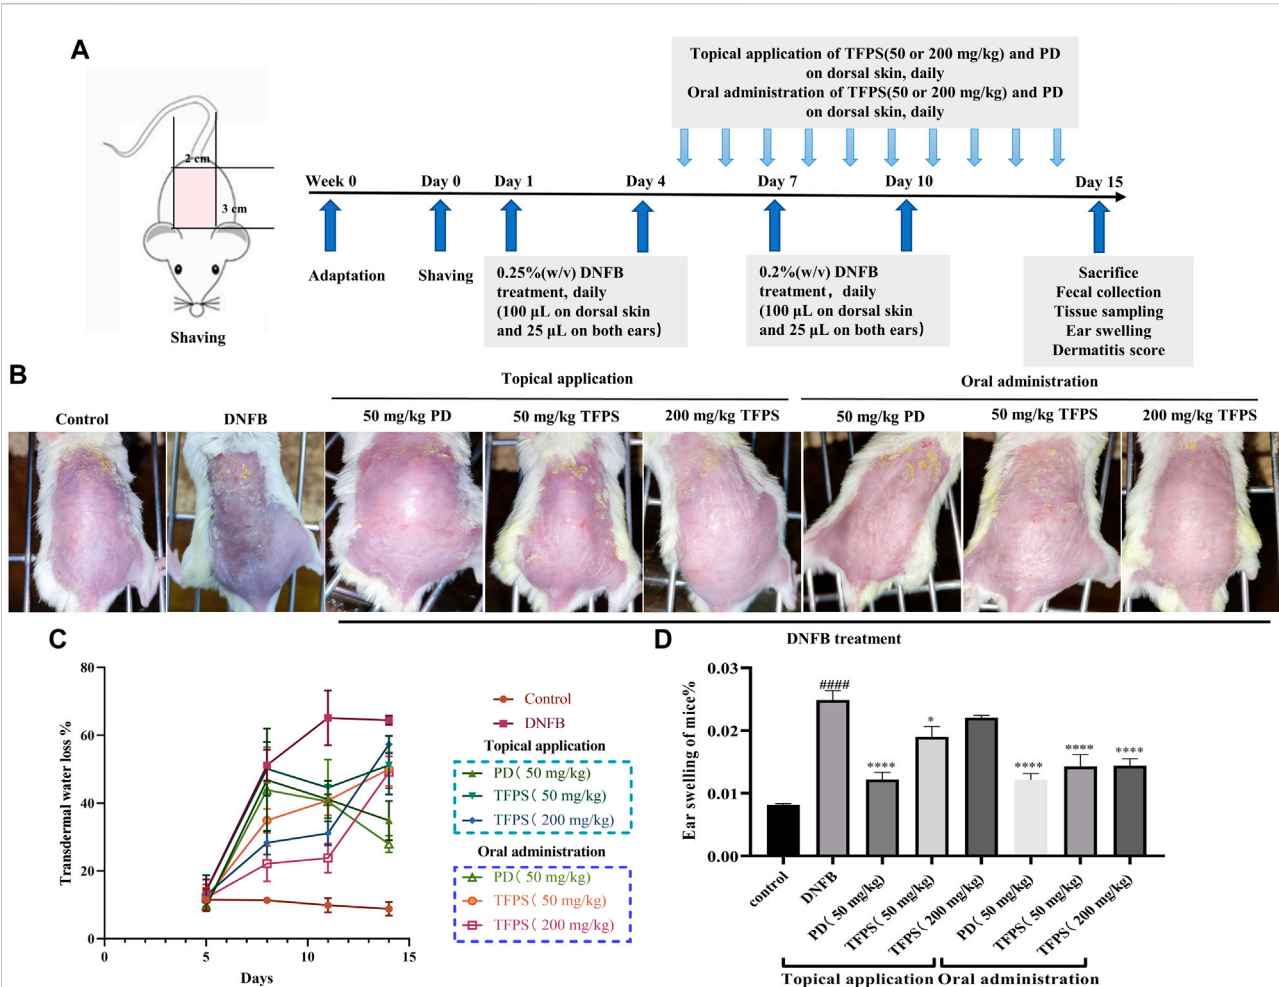 A
Topical application of TFPS(50 or 200 mg/kg) and PD
on dorsal skin, daily
Oral administration of TFPS(50 or 200 mg/kg) and PD
on dorsal skin, daily
2 cm
3 cm
Shaving
Week 0
Day 0
Day 1
Day 4
Day 7
Day 10
Day 15
Adaptation
Shaving
0.25%(w/v) DNFB
treatment, daily
(100 μL on dorsal skin
and 25 μL on both ears)
0.2%(w/v) DNFB
treatment, daily
(100 μL on dorsal skin
and 25 μL on both ears)
Sacrifice
Fecal collection
Tissue sampling
Ear swelling
Dermatitis score
B
Topical application
Oral administration
Control
DNFB
50 mg/kg PD
50 mg/kg TFPS
200 mg/kg TFPS
50 mg/kg PD
50 mg/kg TFPS
200 mg/kg TFPS
DNFB treatment
C
Transdermal water loss %
80
60
40
20
0
0
5
10
15
Days
Control
DNFB
Topical application
PD( 50 mg/kg)
TFPS( 50 mg/kg)
TFPS( 200 mg/kg)
Oral administration
PD( 50 mg/kg)
TFPS( 50 mg/kg)
TFPS( 200 mg/kg)
D
Ear swelling of mice%
0.03
0.02
0.01
0.00
####
****
*
****
****
****
control
DNFB
PD( 50 mg/kg)
TFPS( 50 mg/kg)
TFPS( 200 mg/kg)
PD( 50 mg/kg)
TFPS( 50 mg/kg)
TFPS( 200 mg/kg)
Topical application
Oral administration